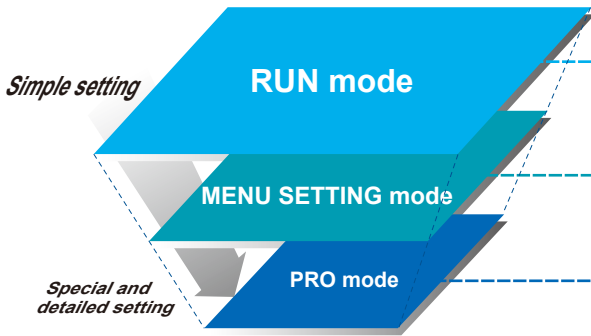 RUN mode
Simple setting
MENU SETTING mode
PRO mode
Special and
detailed setting